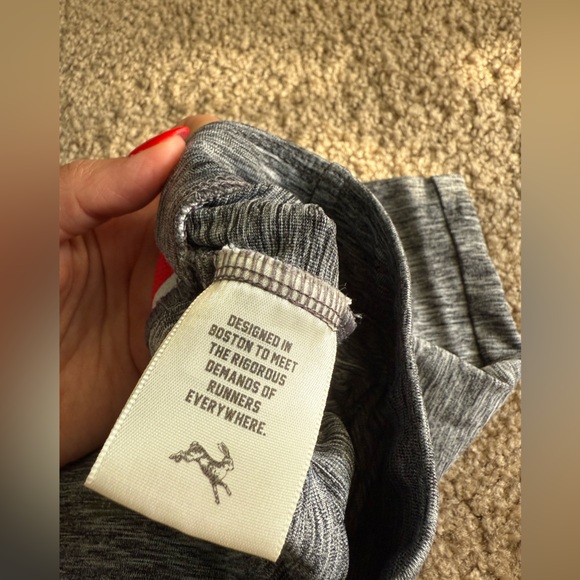 DESIGNED IN
BOSTON TO MEET
THE RIGOROUS
DEMANDS OF
RUNNERS
EVERYWHERE.